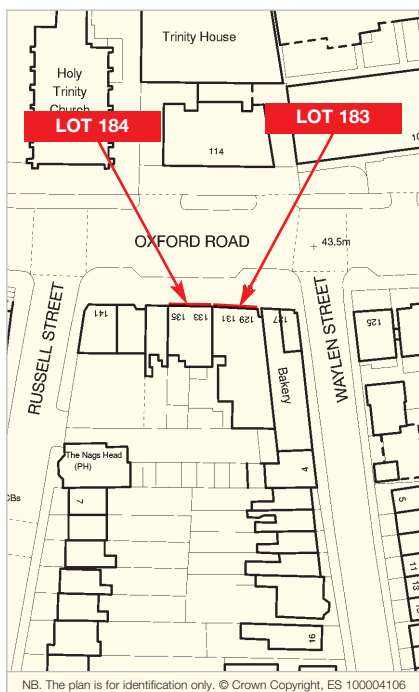 Trinity House
Holy
Trinity
Church
LOT 184
LOT 183
114
10
OXFORD ROAD
+ 43.5m
RUSSELL STREET
WAYLEN STREET
141
135
133
131
129
127
125
Bakery
The Nags Head
(PH)
4
7
CBs
5
11
13
16
NB. The plan is for identification only. © Crown Copyright, ES 100004106